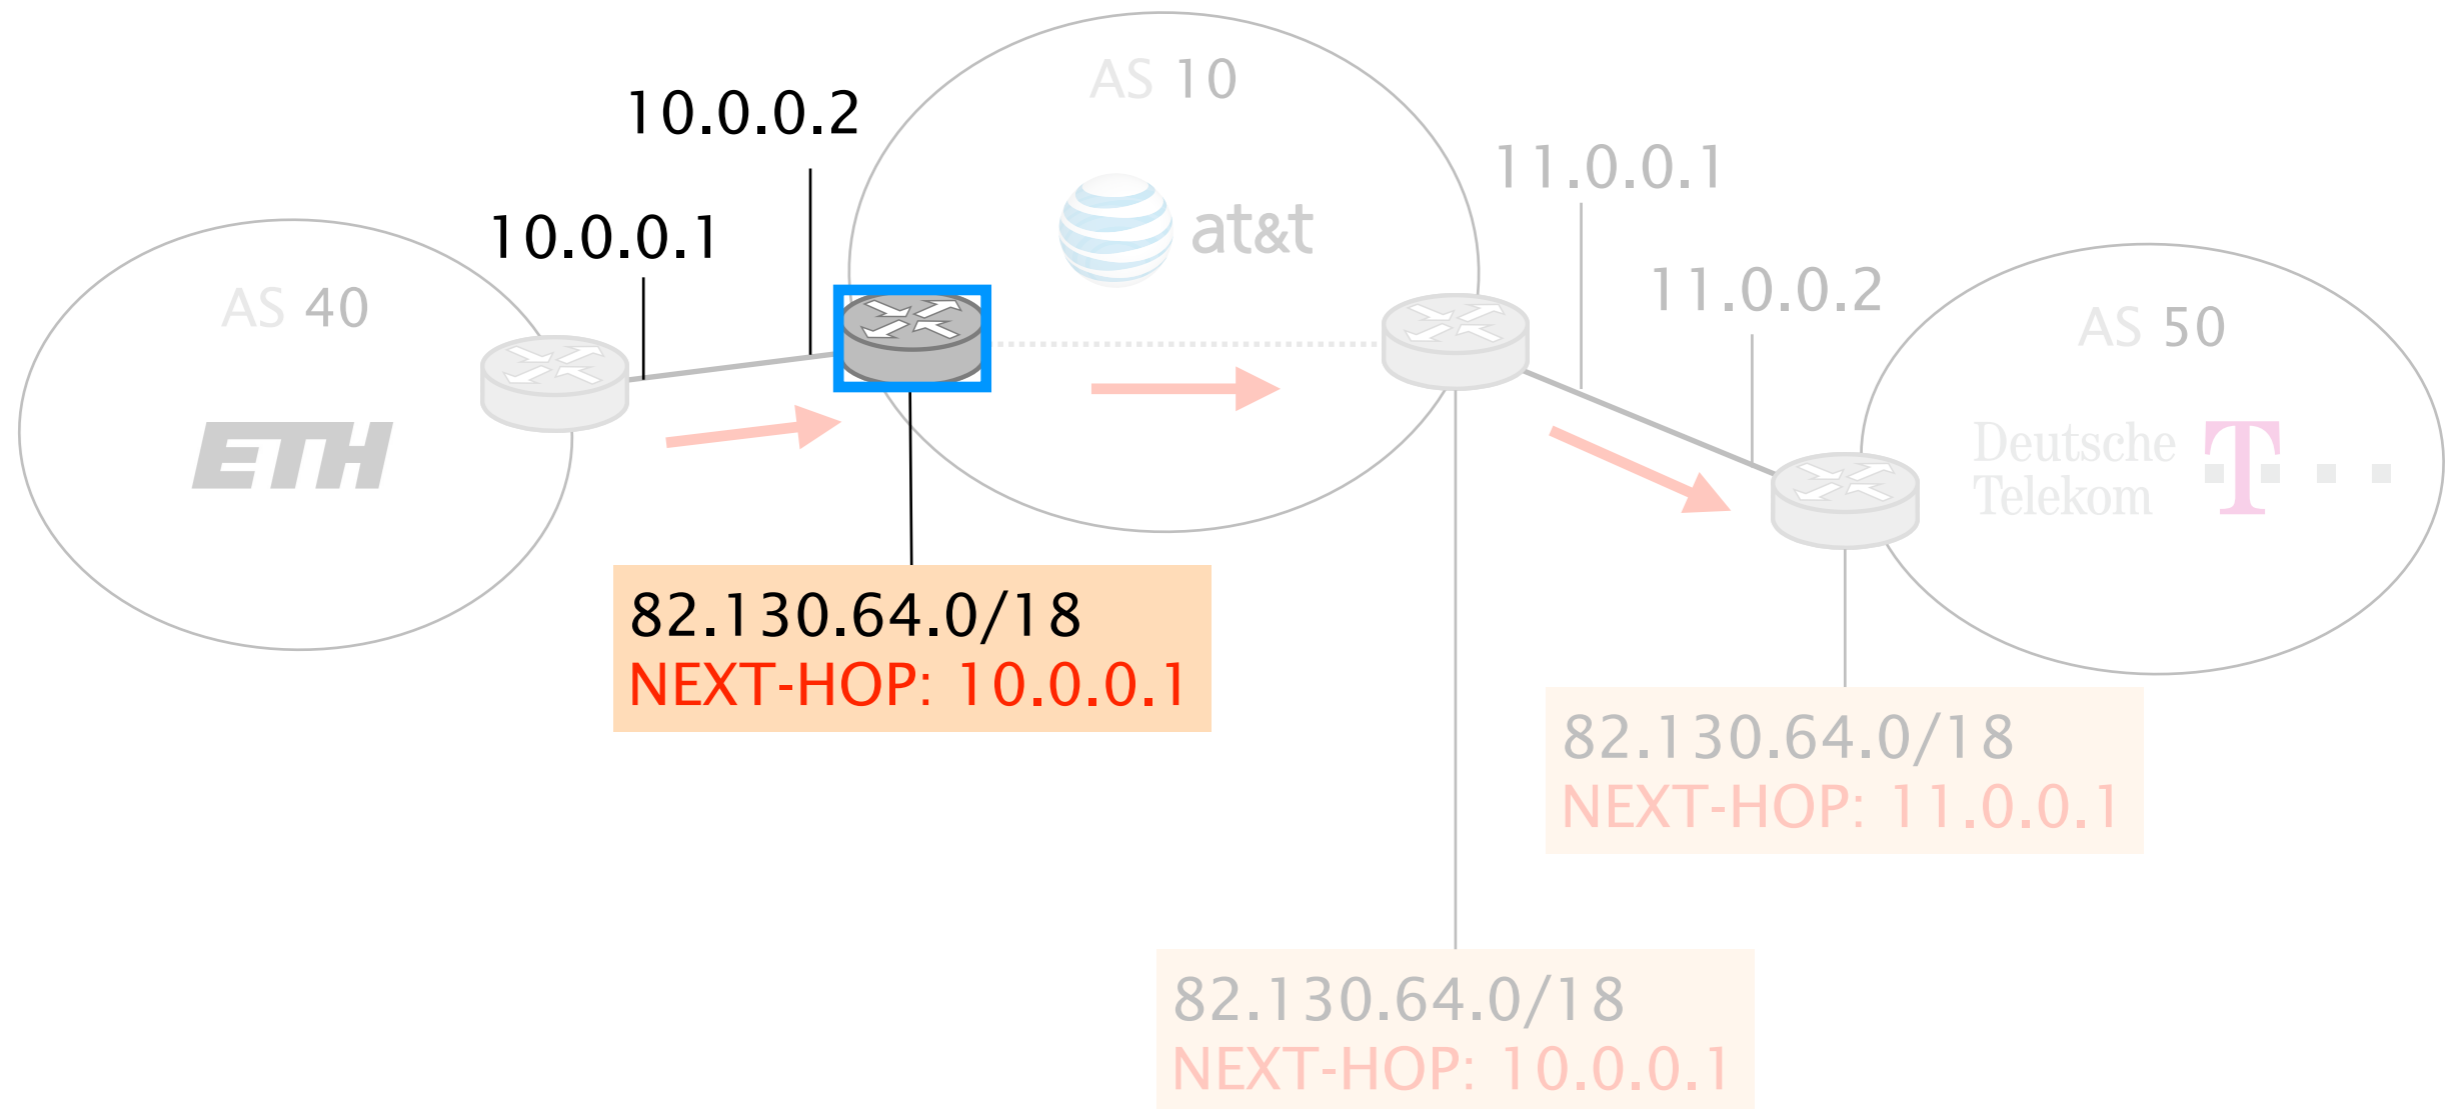 AS 10
10.0.0.2
11.0.0.1
10.0.0.1
at&t
11.0.0.2
AS 40
AS 50
ETH
Deutsche
Telekom
T
82.130.64.0/18
NEXT-HOP: 10.0.0.1
82.130.64.0/18
NEXT-HOP: 11.0.0.1
82.130.64.0/18
NEXT-HOP: 10.0.0.1